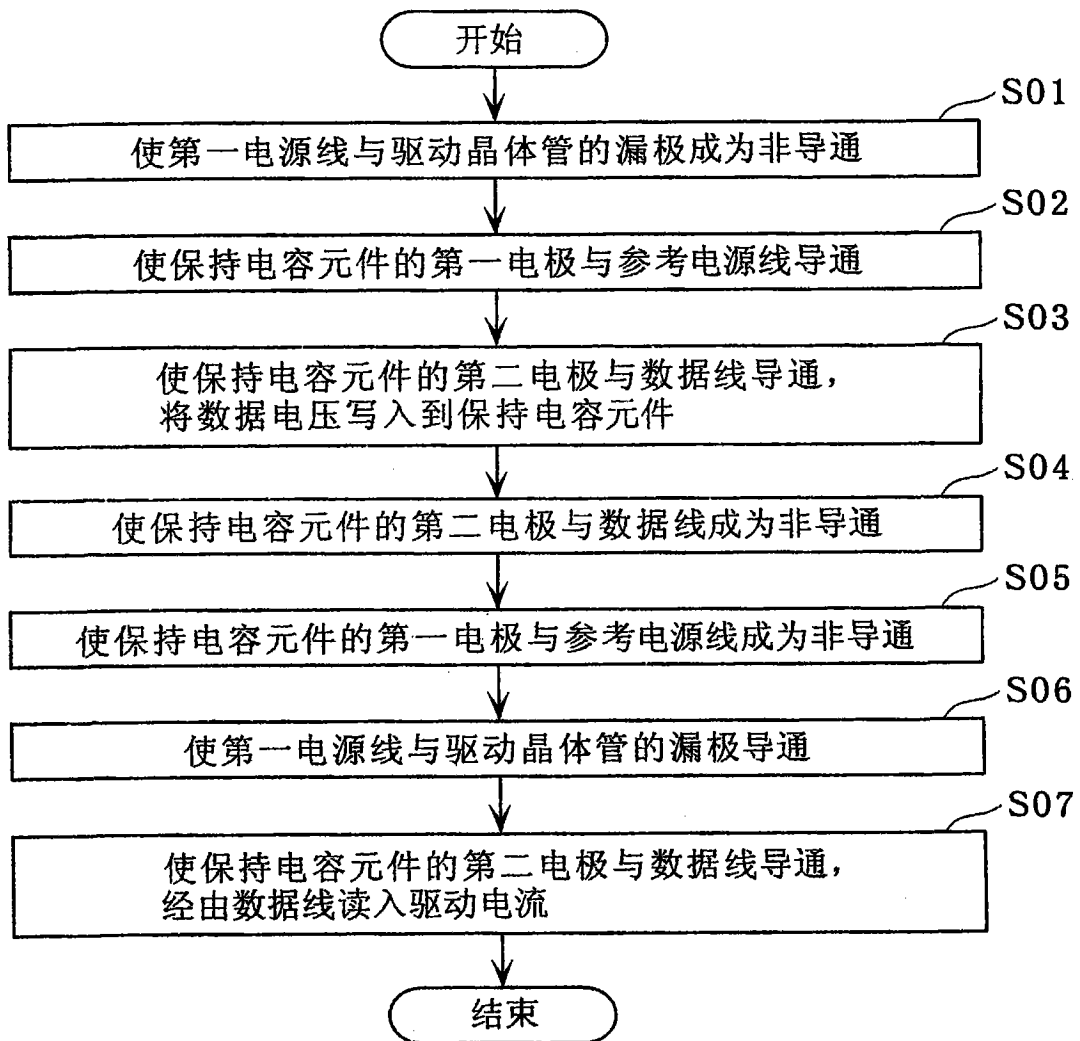 开始
S01
使第一电源线与驱动晶体管的漏极成为非导通
S02
使保持电容元件的第一电极与参考电源线导通
S03
使保持电容元件的第二电极与数据线导通，
将数据电压写入到保持电容元件
S04
使保持电容元件的第二电极与数据线成为非导通
S05
使保持电容元件的第一电极与参考电源线成为非导通
S06
使第一电源线与驱动晶体管的漏极导通
S07
使保持电容元件的第二电极与数据线导通，
经由数据线读入驱动电流
结束